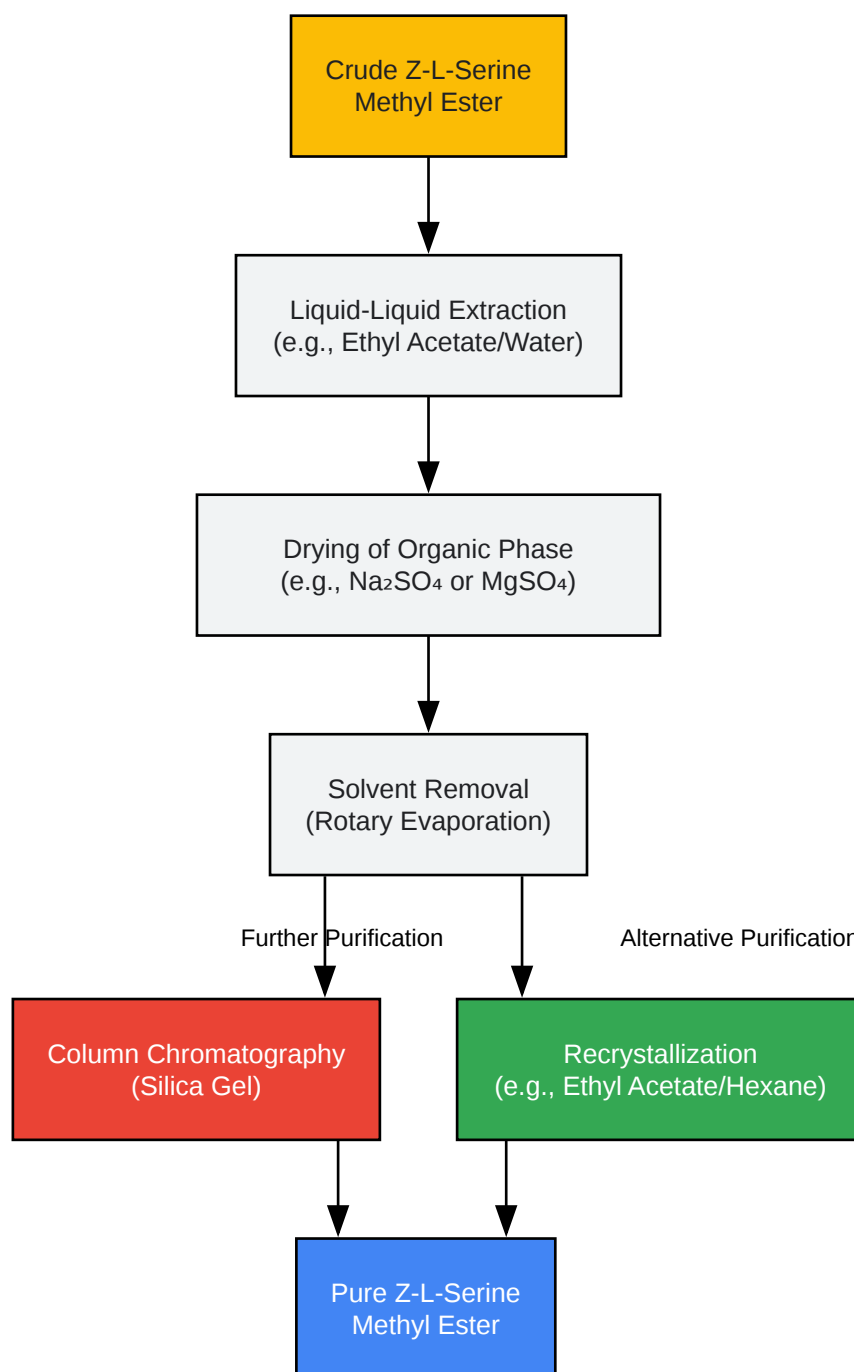 Crude Z-L-Serine
Methyl Ester
Liquid-Liquid Extraction
(e.g., Ethyl Acetate/Water)
Drying of Organic Phase
(e.g., Na₂SO₄ or MgSO₄)
Solvent Removal
(Rotary Evaporation)
Further Purification
Alternative Purification
Column Chromatography
(Silica Gel)
Recrystallization
(e.g., Ethyl Acetate/Hexane)
Pure Z-L-Serine
Methyl Ester